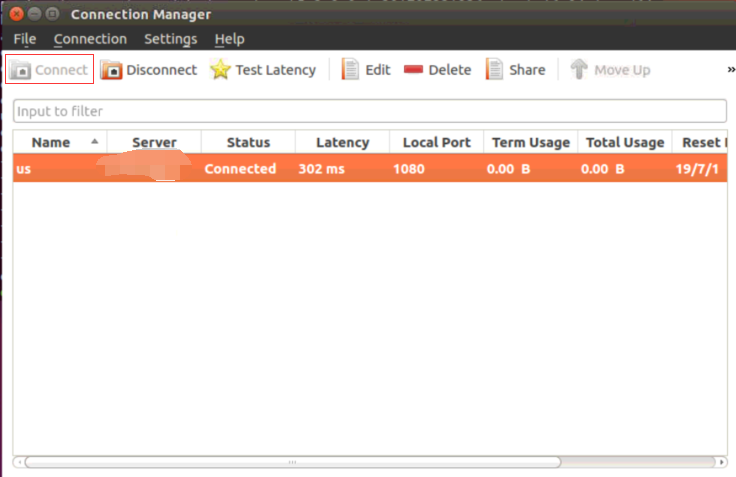 Connection Manager
File Connection Settings Help
Connect Disconnect Test Latency Edit Delete Share Move Up »
Input to filter
Name Server Status Latency Local Port Term Usage Total Usage Reset
us Connected 302 ms 1080 0.00 B 0.00 B 19/7/1